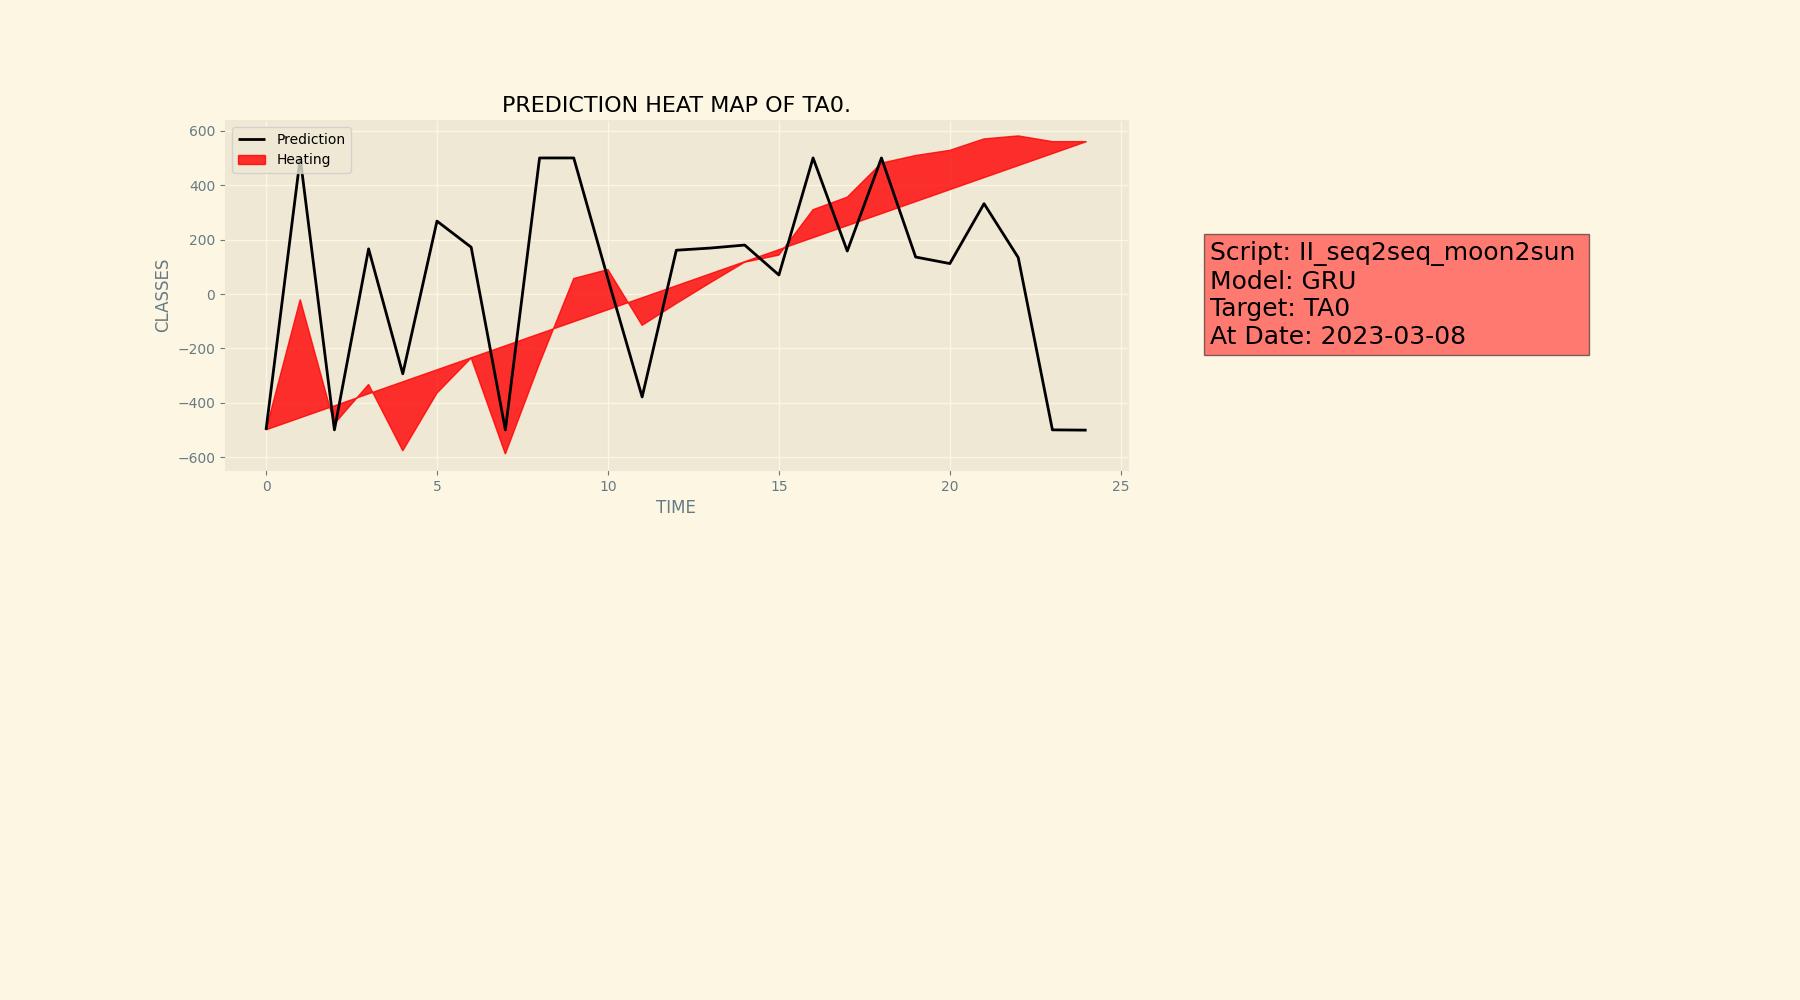 PREDICTION HEAT MAP OF TA0.
Prediction
Heating
600
400
200
0
−200
−400
−600
CLASSES
0 5 10 15 20 25
TIME
Script: II_seq2seq_moon2sun
Model: GRU
Target: TA0
At Date: 2023-03-08